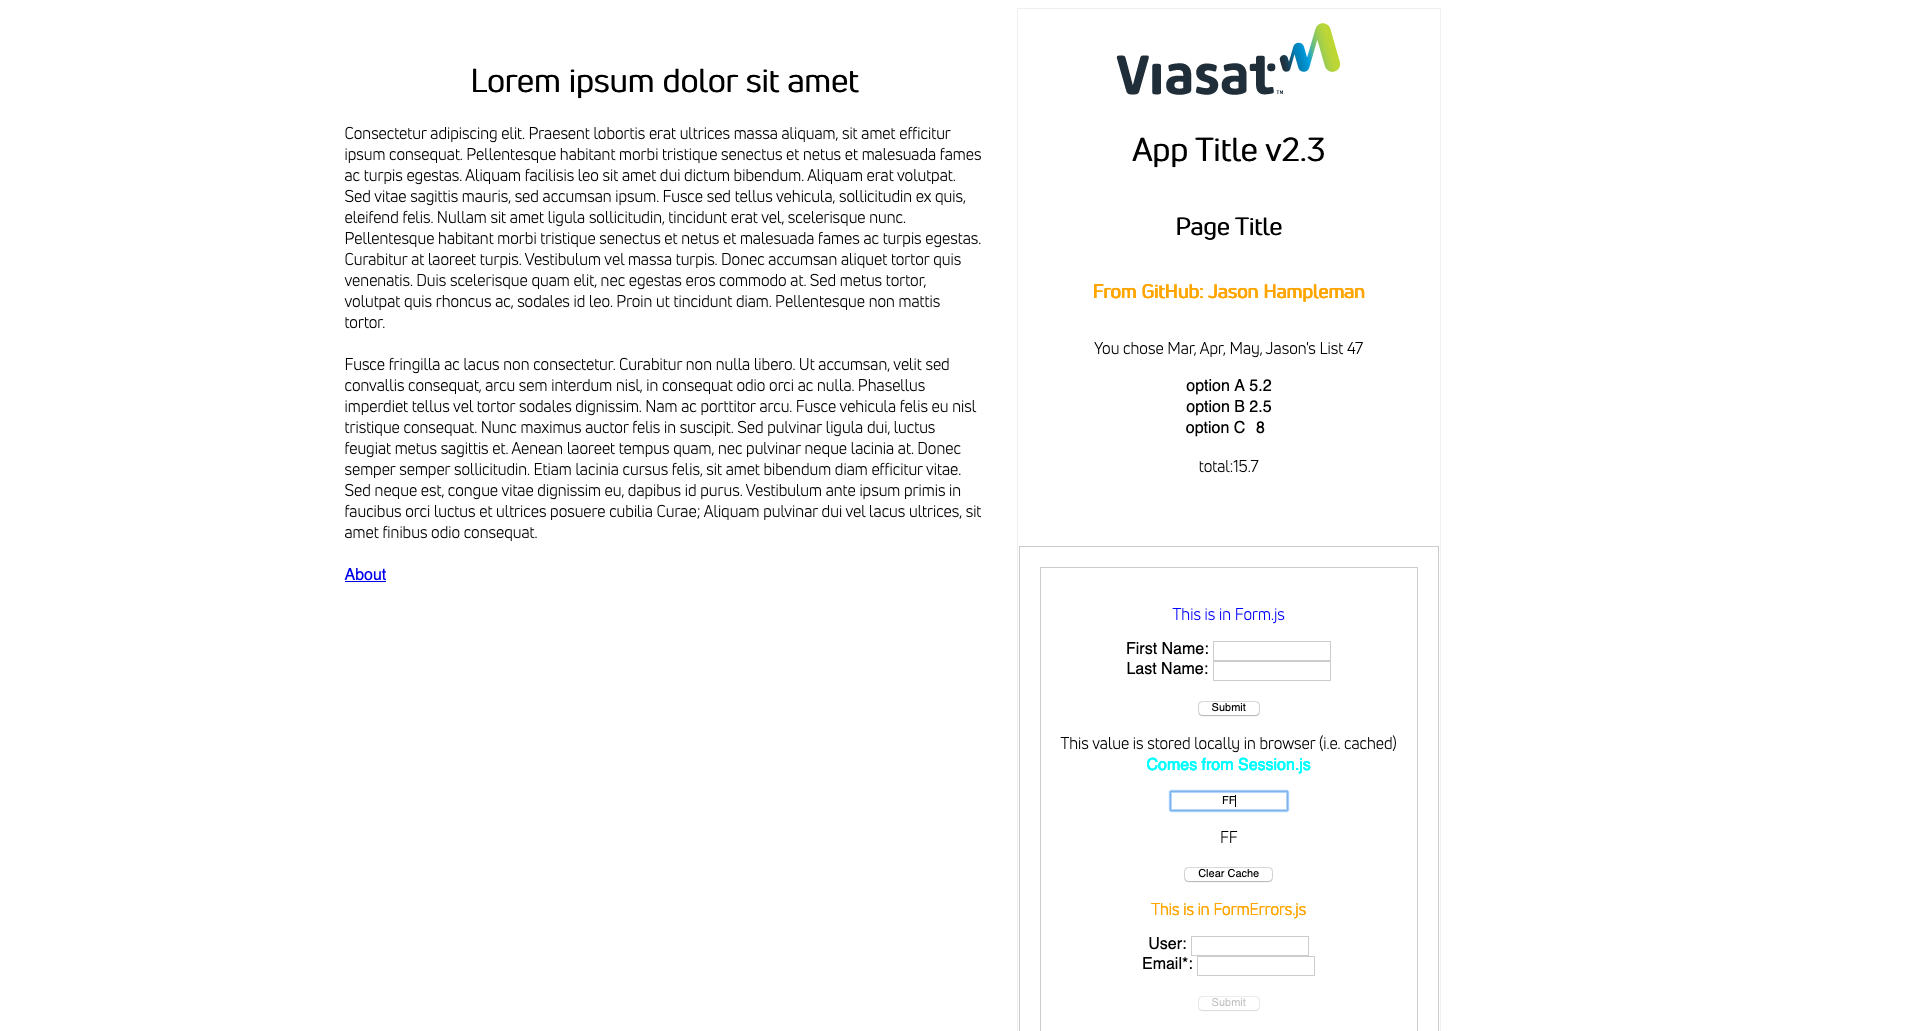 Lorem ipsum dolor sit amet
Consectetur adipiscing elit. Praesent lobortis erat ultrices massa aliquam, sit amet efficitur
ipsum consequat. Pellentesque habitant morbi tristique senectus et netus et malesuada fames
ac turpis egestas. Aliquam facilisis leo sit amet dui dictum bibendum. Aliquam erat volutpat.
Sed vitae sagittis mauris, sed accumsan ipsum. Fusce sed tellus vehicula, sollicitudin ex quis,
eleifend felis. Nullam sit amet ligula sollicitudin, tincidunt erat vel, scelerisque nunc.
Pellentesque habitant morbi tristique senectus et netus et malesuada fames ac turpis egestas.
Curabitur at laoreet turpis. Vestibulum vel massa turpis. Donec accumsan aliquet tortor quis
venenatis. Duis scelerisque quam elit, nec egestas eros commodo at. Sed metus tortor,
volutpat quis rhoncus ac, sodales id leo. Proin ut tincidunt diam. Pellentesque non mattis
tortor.
Fusce fringilla ac lacus non consectetur. Curabitur non nulla libero. Ut accumsan, velit sed
convallis consequat, arcu sem interdum nisl, in consequat odio orci ac nulla. Phasellus
imperdiet tellus vel tortor sodales dignissim. Nam ac porttitor arcu. Fusce vehicula felis eu nisl
tristique consequat. Nunc maximus auctor felis in suscipit. Sed pulvinar ligula dui, luctus
feugiat metus sagittis et. Aenean laoreet tempus quam, nec pulvinar neque lacinia at. Donec
semper semper sollicitudin. Etiam lacinia cursus felis, sit amet bibendum diam efficitur vitae.
Sed neque est, congue vitae dignissim eu, dapibus id purus. Vestibulum ante ipsum primis in
faucibus orci luctus et ultrices posuere cubilia Curae; Aliquam pulvinar dui vel lacus ultrices, sit
amet finibus odio consequat.
About
Viasat™
App Title v2.3
Page Title
From GitHub: Jason Hampleman
You chose Mar, Apr, May, Jason's List 47
option A 5.2
option B 2.5
option C 8
total:15.7
This is in Form.js
First Name:
Last Name:
Submit
This value is stored locally in browser (i.e. cached)
Comes from Session.js
FF
FF
Clear Cache
This is in FormErrors.js
User:
Email*:
Submit